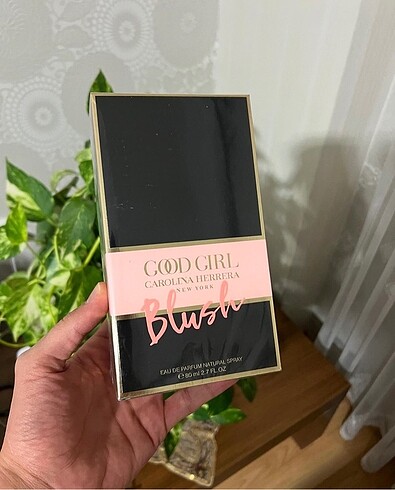 GOOD GIRL
CAROLINA HERRERA
NEW YORK
Blush
EAU DE PARFUM NATURAL SPRAY
℮ 80 ml 2.7 FL OZ